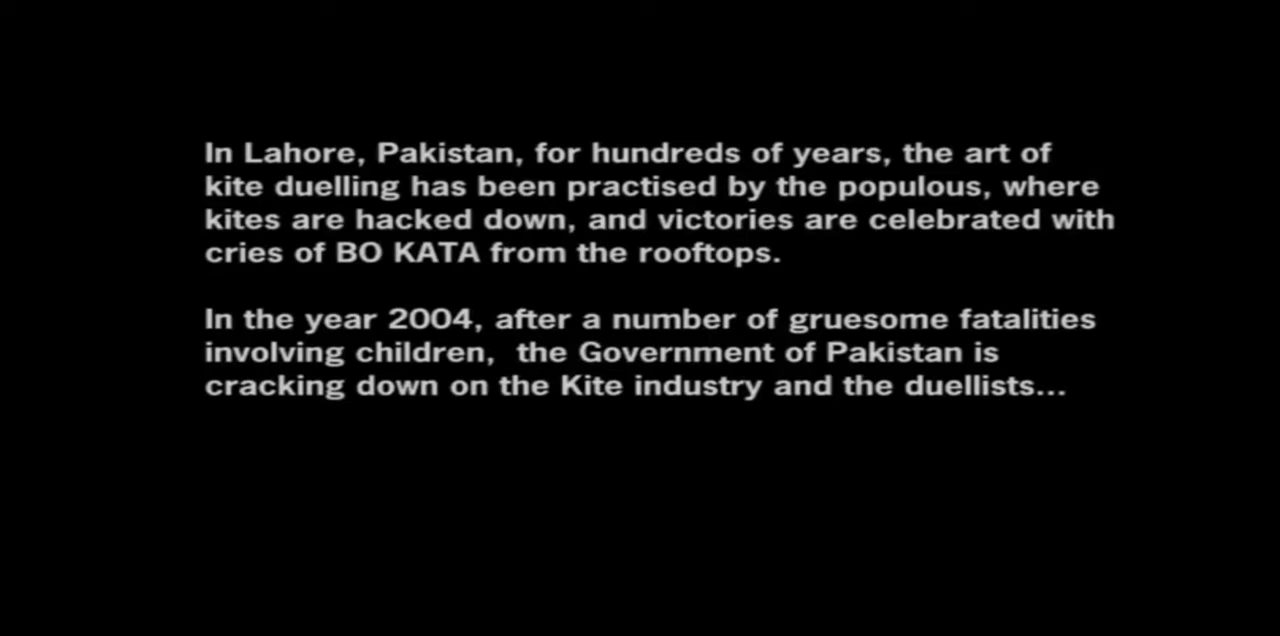 In Lahore, Pakistan, for hundreds of years, the art of
kite duelling has been practised by the populous, where
kites are hacked down, and victories are celebrated with
cries of BO KATA from the rooftops.
In the year 2004, after a number of gruesome fatalities
involving children,  the Government of Pakistan is
cracking down on the Kite industry and the duellists...